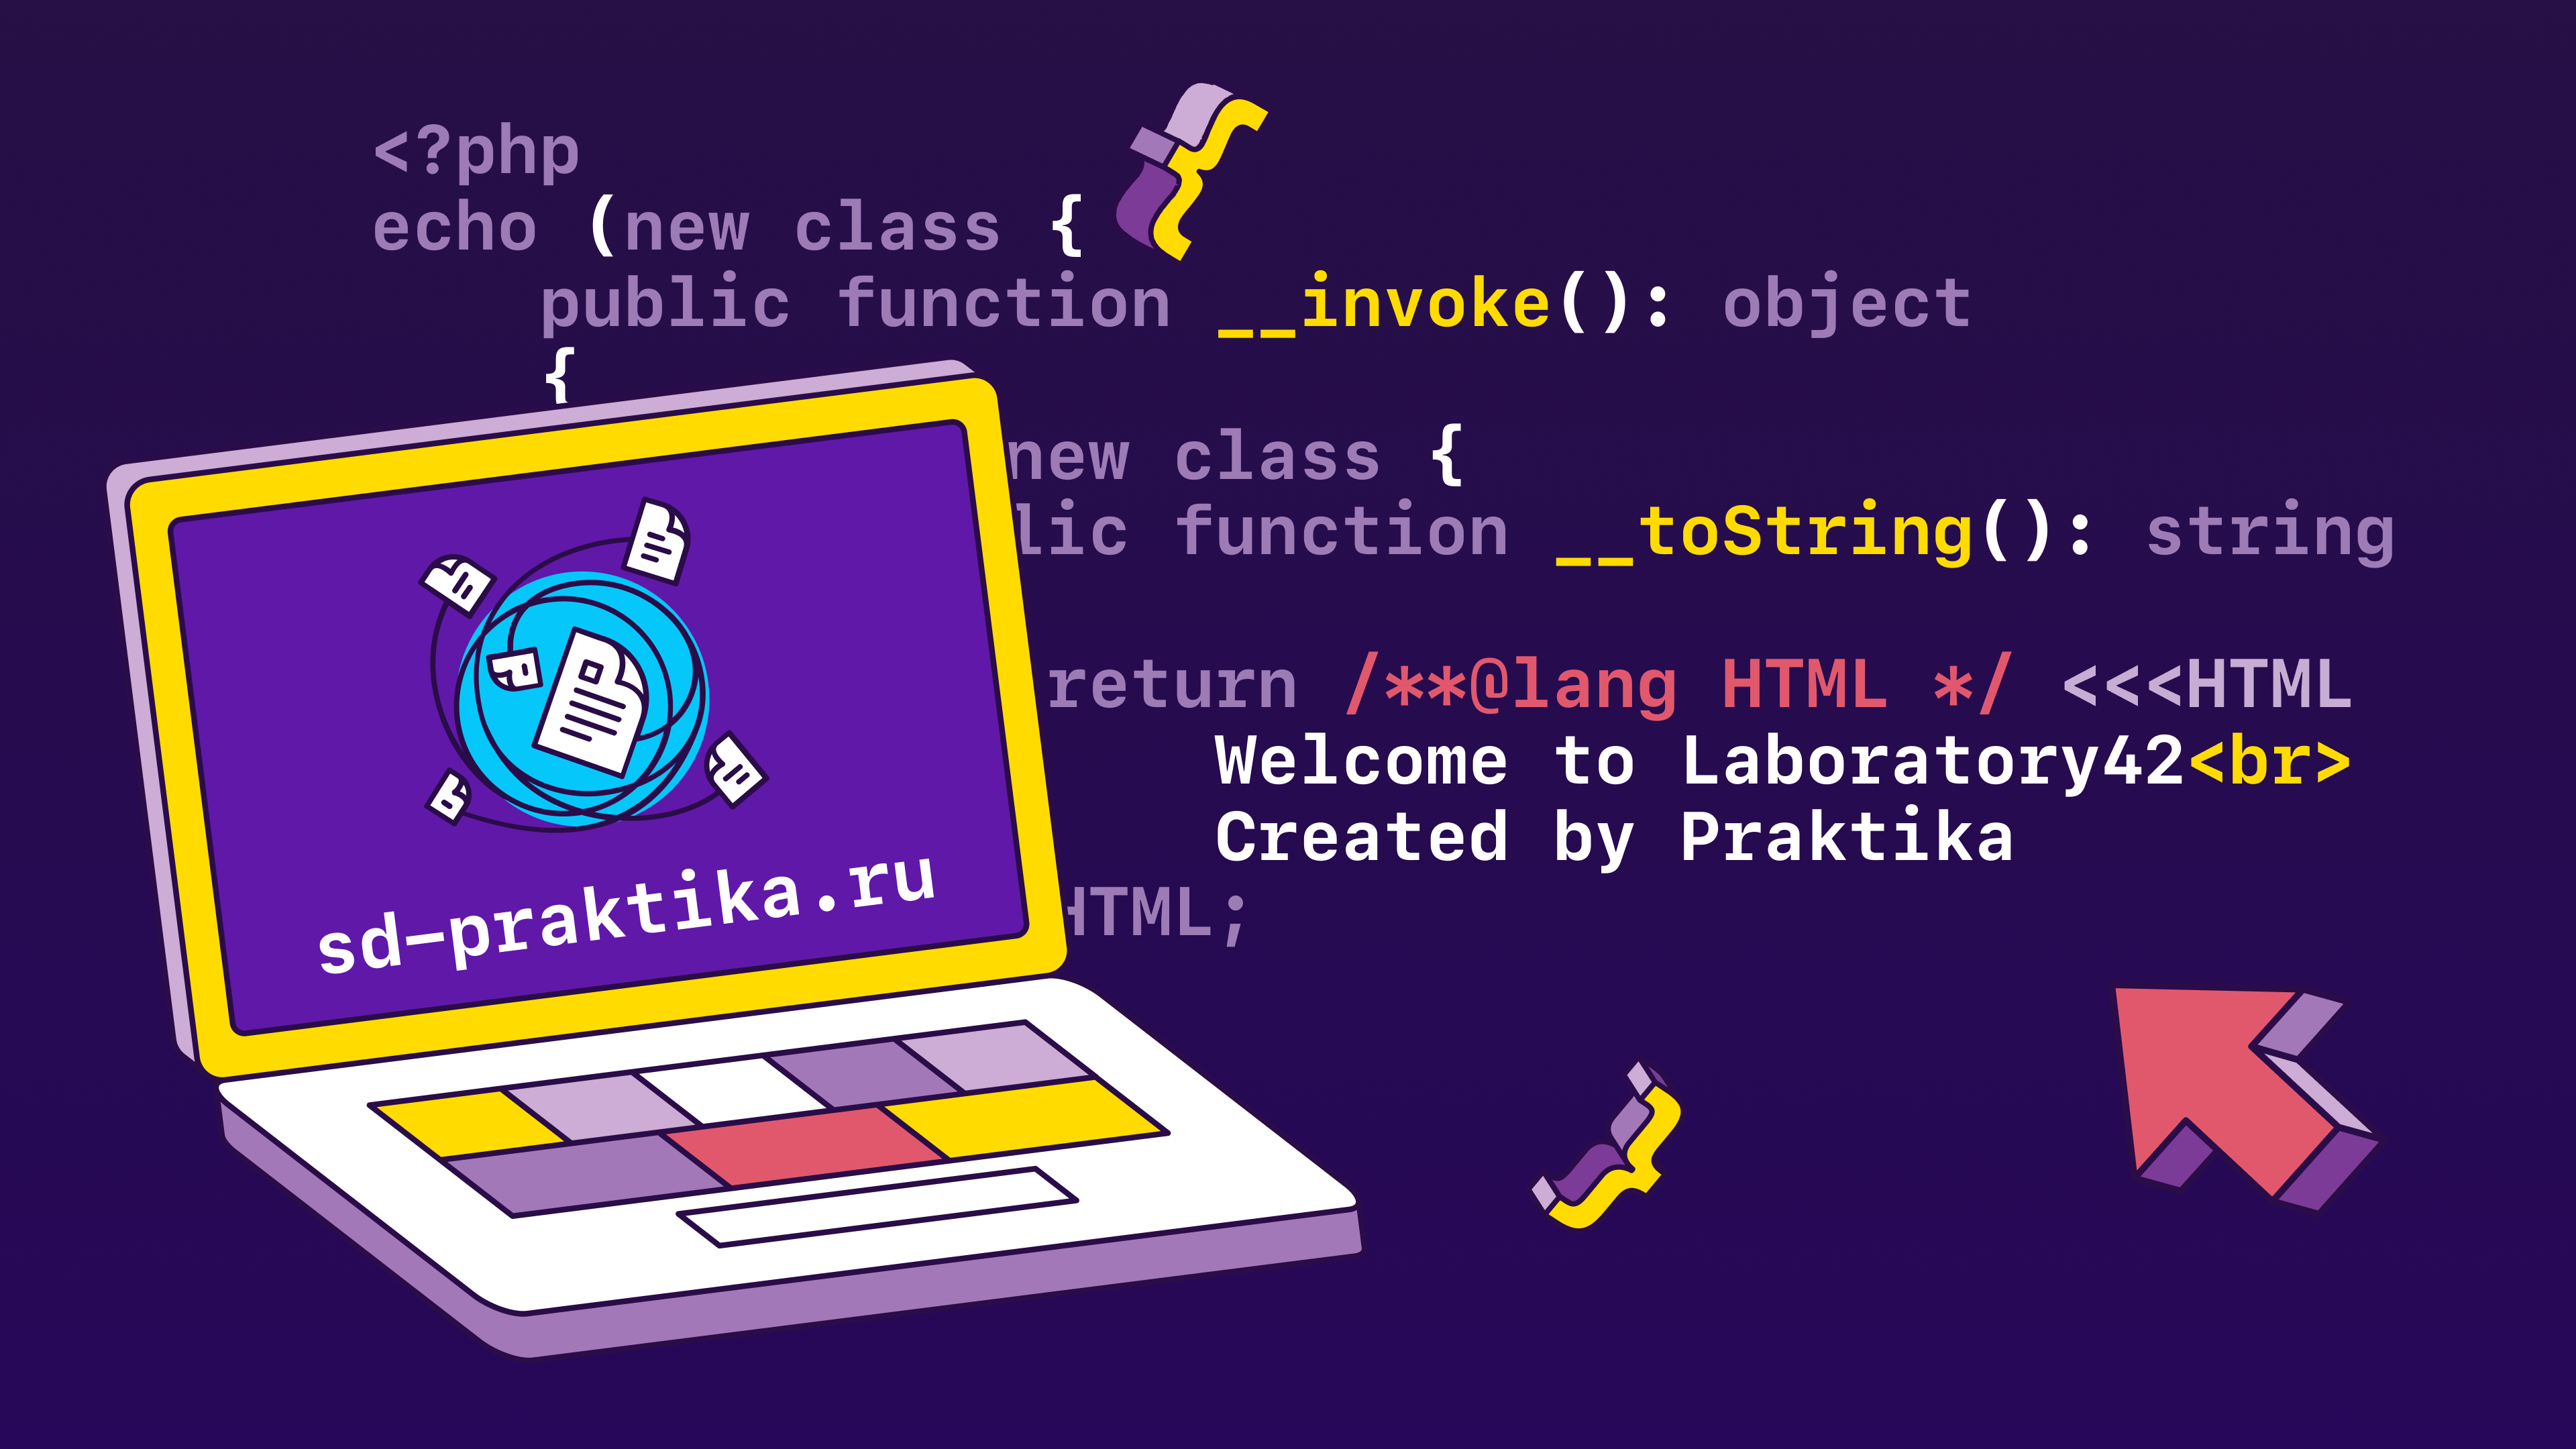 <?php
echo (new class {
public function __invoke(): object
{
new class {
lic function __toString(): string
return /**@lang HTML */ <<<HTML
Welcome to Laboratory42<br>
Created by Praktika
HTML;
sd-praktika.ru